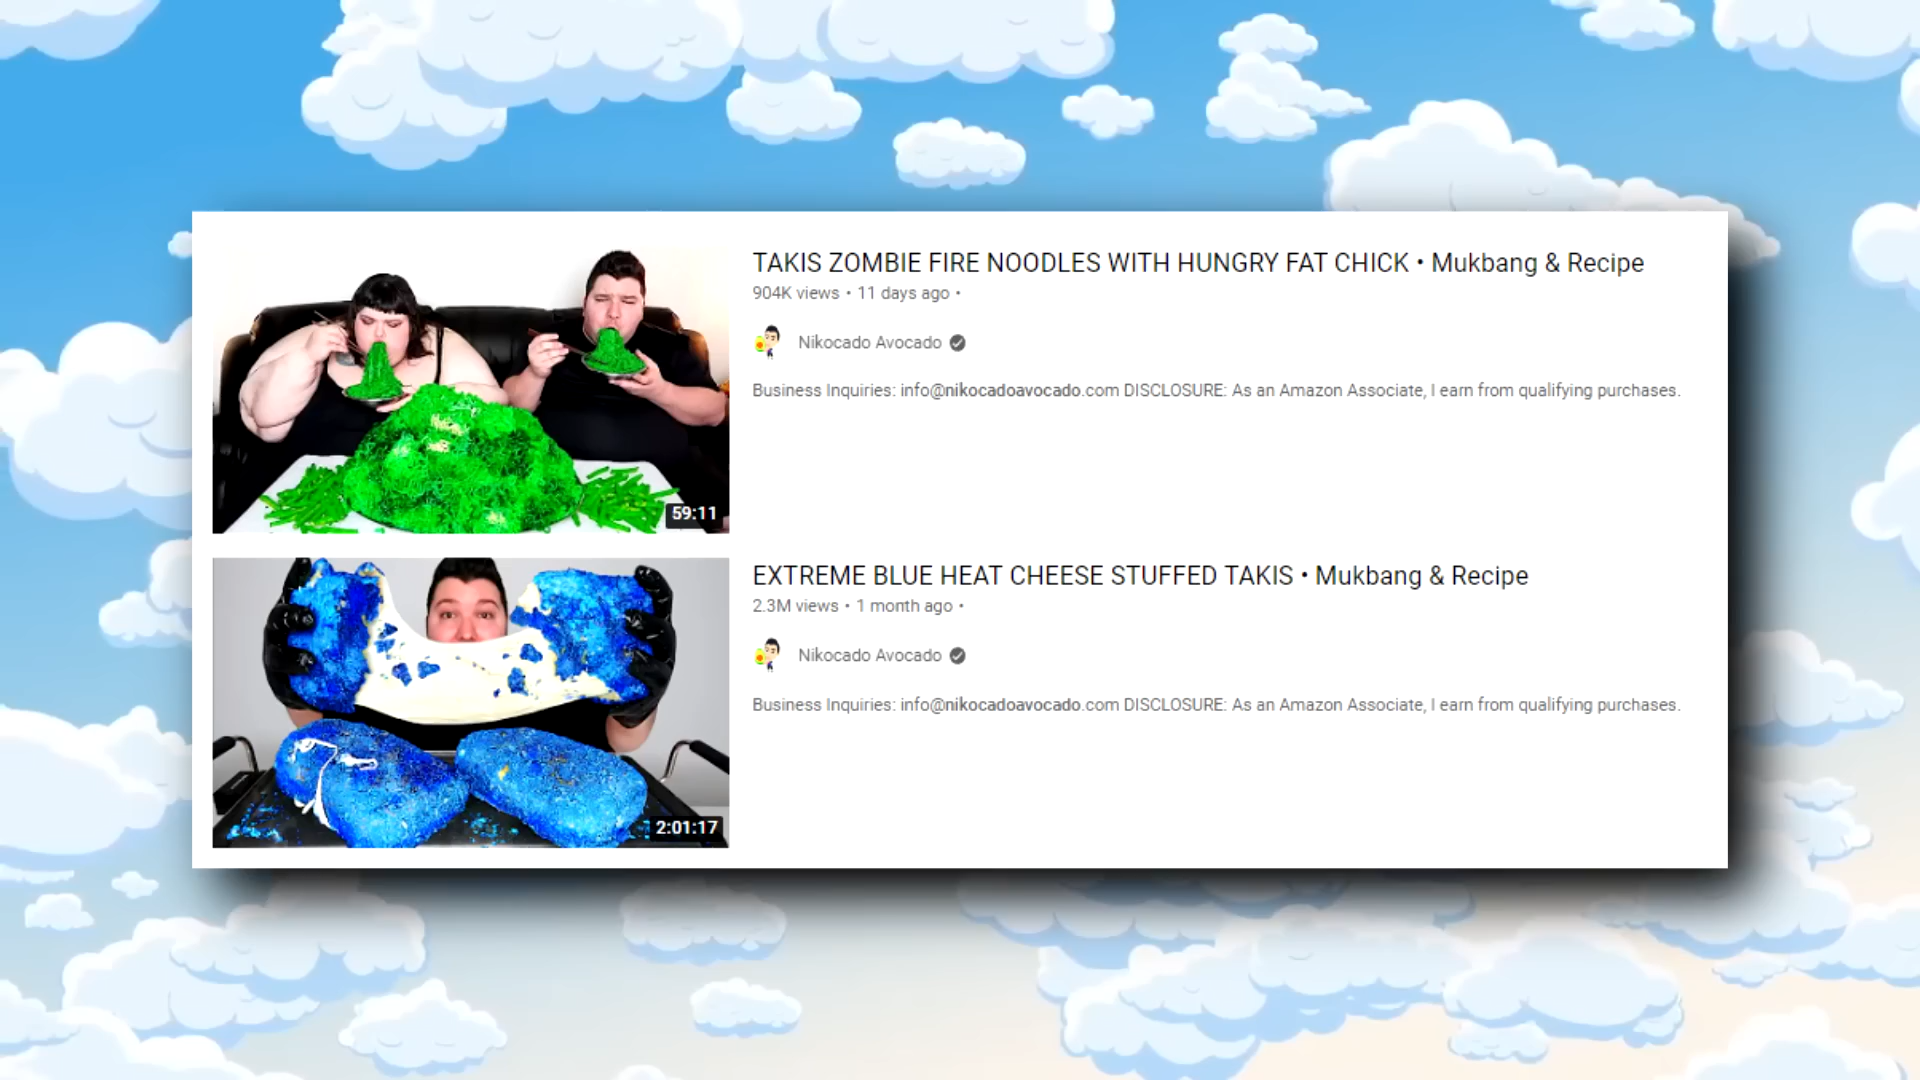 TAKIS ZOMBIE FIRE NOODLES WITH HUNGRY FAT CHICK • Mukbang & Recipe
904K views • 11 days ago •
Nikocado Avocado
Business Inquiries: info@nikocadoavocado.com DISCLOSURE: As an Amazon Associate, I earn from qualifying purchases.
59:11
EXTREME BLUE HEAT CHEESE STUFFED TAKIS • Mukbang & Recipe
2.3M views • 1 month ago •
Nikocado Avocado
Business Inquiries: info@nikocadoavocado.com DISCLOSURE: As an Amazon Associate, I earn from qualifying purchases.
2:01:17